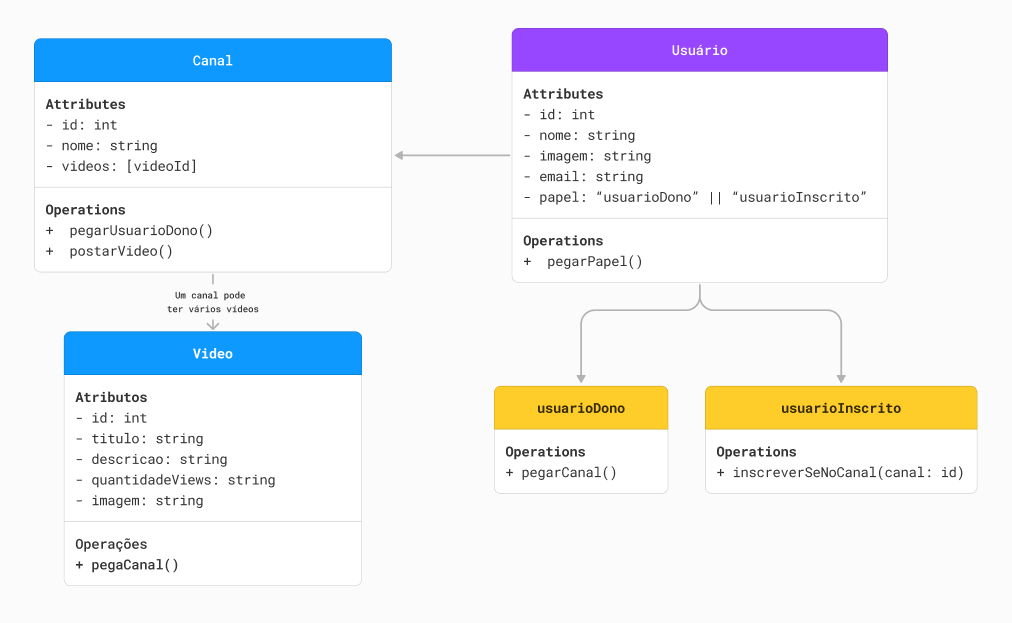 Canal
Attributes
- id: int
- nome: string
- videos: [videoId]
Operations
+ pegarUsuarioDono()
+ postarVideo()
Um canal pode
ter vários vídeos
Video
Atributos
- id: int
- titulo: string
- descricao: string
- quantidadeViews: string
- imagem: string
Operações
+ pegaCanal()
Usuário
Attributes
- id: int
- nome: string
- imagem: string
- email: string
- papel: “usuarioDono” || “usuarioInscrito”
Operations
+ pegarPapel()
usuarioDono
Operations
+ pegarCanal()
usuarioInscrito
Operations
+ inscreverSeNoCanal(canal: id)